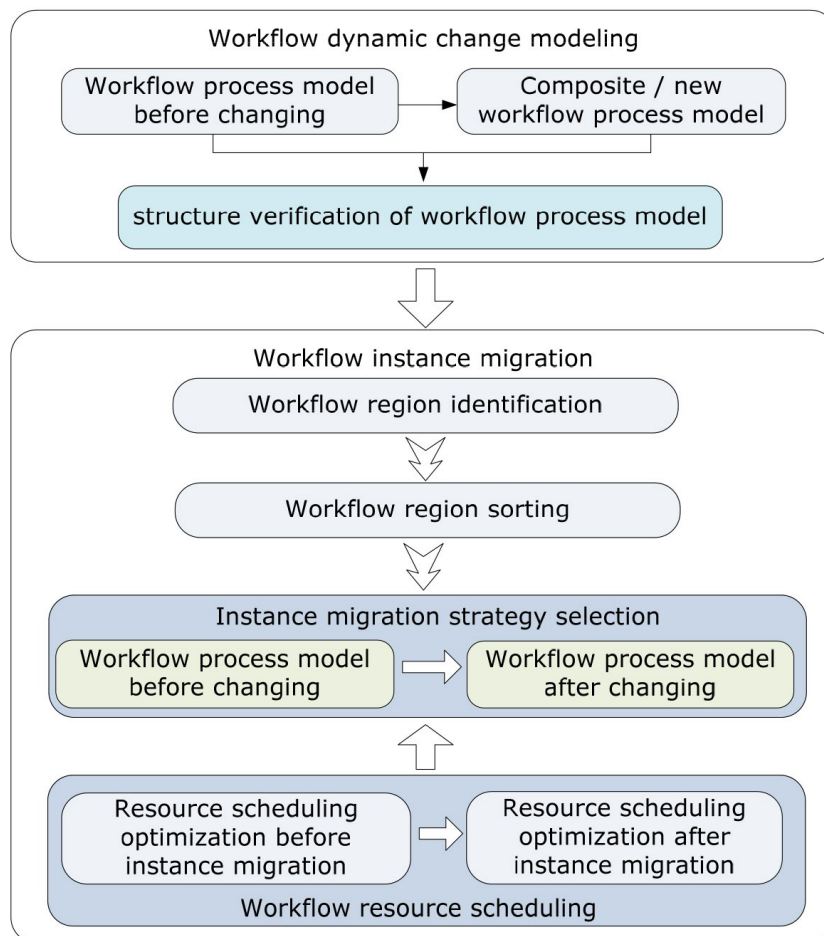 Workflow dynamic change modeling
Workflow process model
before changing
Composite / new
workflow process model
structure verification of workflow process model
Workflow instance migration
Workflow region identification
Workflow region sorting
Instance migration strategy selection
Workflow process model
before changing
Workflow process model
after changing
Resource scheduling
optimization before
instance migration
Resource scheduling
optimization after
instance migration
Workflow resource scheduling